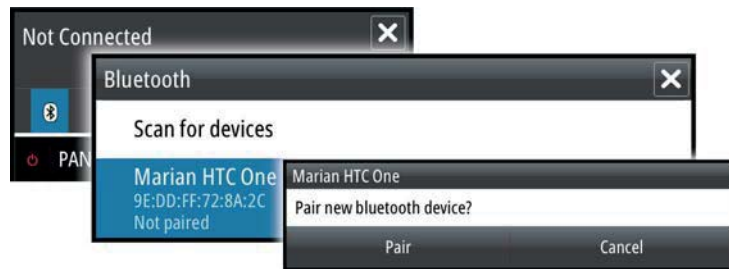 Not Connected
Bluetooth
Scan for devices
PAN
Marian HTC One
9E:DD:FF:72:8A:2C
Not paired
Marian HTC One
Pair new bluetooth device?
Pair Cancel